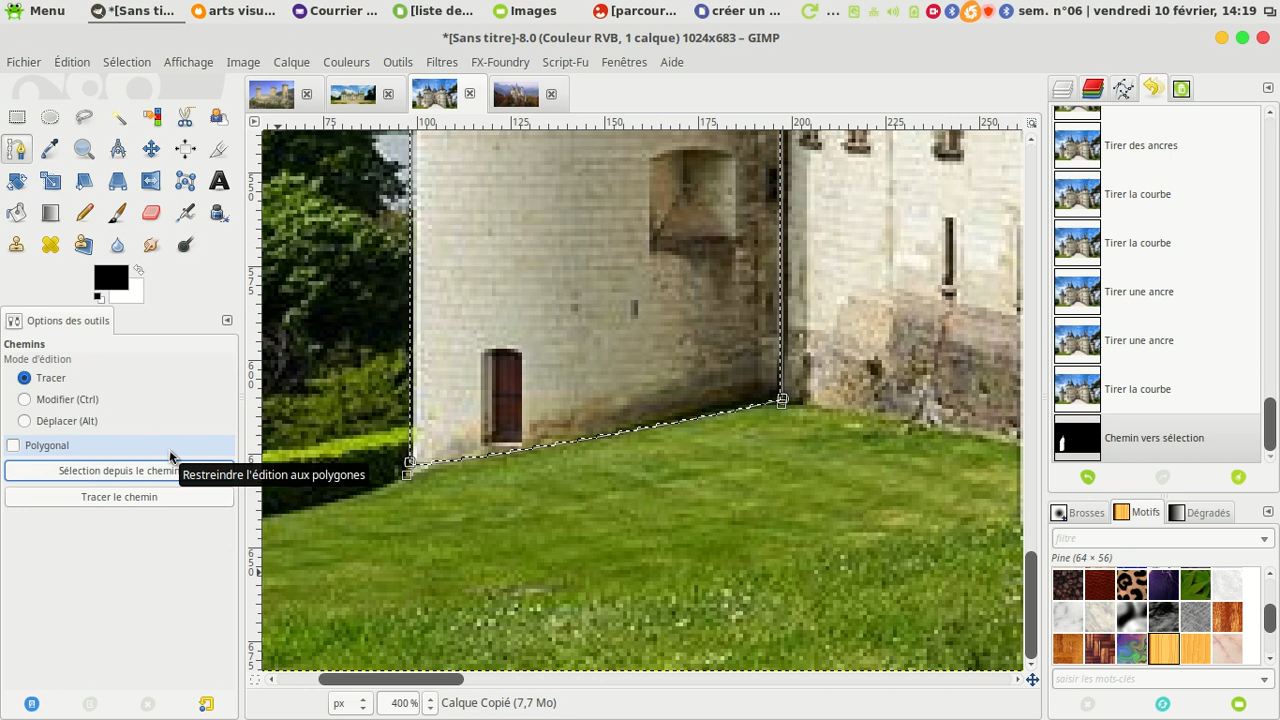 Menu
*[Sans ti...
arts visu...
Courrier ...
[liste de...
Images
[parcour...
créer un ...
...
sem. n°06 | vendredi 10 février, 14:19
*[Sans titre]-8.0 (Couleur RVB, 1 calque) 1024x683 – GIMP
Fichier Édition Sélection Affichage Image Calque Couleurs Outils Filtres FX-Foundry Script-Fu Fenêtres Aide
75 100 125 150 175 200 225 250
550
575
600
650
675
Options des outils
Chemins
Mode d'édition
Tracer
Modifier (Ctrl)
Déplacer (Alt)
Polygonal
Sélection depuis le chemin
Restreindre l'édition aux polygones
Tracer le chemin
Tirer des ancres
Tirer la courbe
Tirer la courbe
Tirer une ancre
Tirer une ancre
Tirer la courbe
Chemin vers sélection
Brosses
Motifs
Dégradés
filtre
Pine (64 × 56)
saisir les mots-clés
px
400 %
Calque Copié (7,7 Mo)